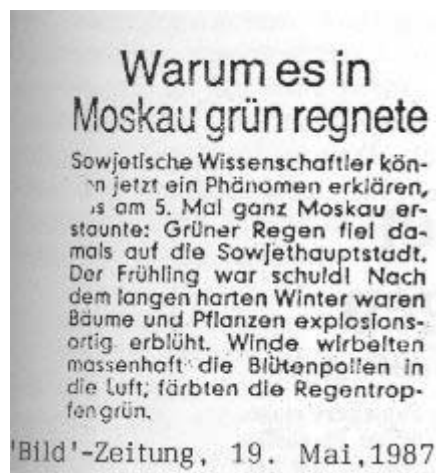 Warum es in
Moskau grün regnete
Sowjetische Wissenschaftler kön-
n jetzt ein Phänomen erklären,
s am 5. Mai ganz Moskau er-
staunte: Grüner Regen fiel da-
mals auf die Sowjethauptstadt.
Der Frühling war schuld! Nach
dem langen harten Winter waren
Bäume und Pflanzen explosions-
artig erblüht. Winde wirbelten
massenhaft die Blütenpollen in
die Luft; färbten die Regentrop-
fen grün.
'Bild'-Zeitung, 19. Mai,1987